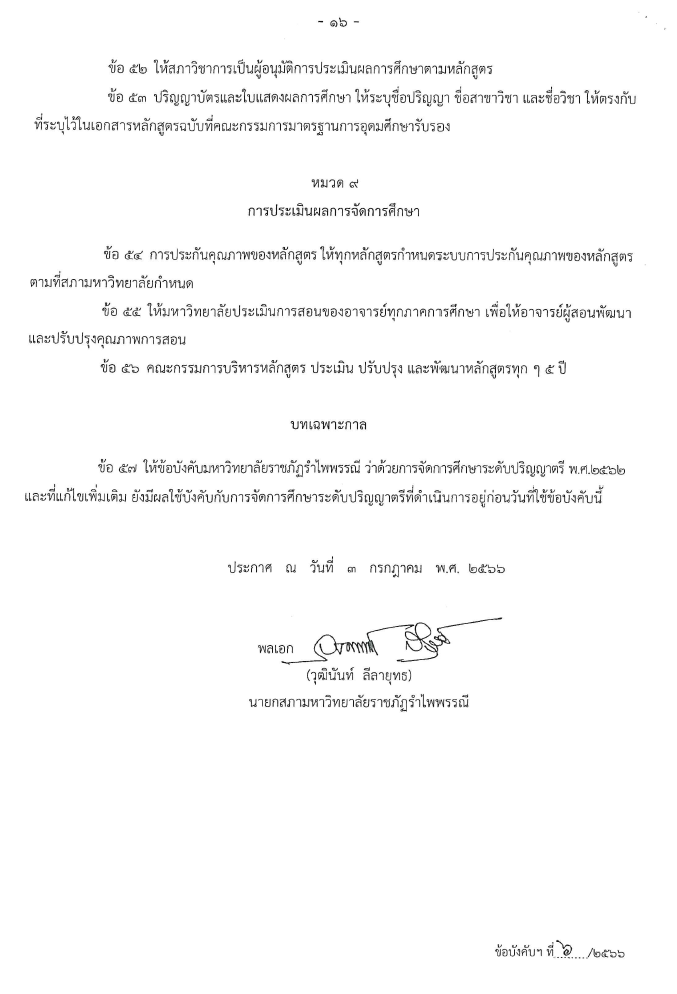 - ๑๖ -
ข้อ ๕๒ ให้สภาวิชาการเป็นผู้อนุมัติการประเมินผลการศึกษาตามหลักสูตร
ข้อ ๕๓ ปริญญาบัตรและใบแสดงผลการศึกษา ให้ระบุชื่อปริญญา ชื่อสาขาวิชา และชื่อวิชา ให้ตรงกับ
ที่ระบุไว้ในเอกสารหลักสูตรฉบับที่คณะกรรมการมาตรฐานการอุดมศึกษารับรอง
หมวด ๙
การประเมินผลการจัดการศึกษา
ข้อ ๕๔ การประกันคุณภาพของหลักสูตร ให้ทุกหลักสูตรกำหนดระบบการประกันคุณภาพของหลักสูตร
ตามที่สภามหาวิทยาลัยกำหนด
ข้อ ๕๕ ให้มหาวิทยาลัยประเมินการสอนของอาจารย์ทุกภาคการศึกษา เพื่อให้อาจารย์ผู้สอนพัฒนา
และปรับปรุงคุณภาพการสอน
ข้อ ๕๖ คณะกรรมการบริหารหลักสูตร ประเมิน ปรับปรุง และพัฒนาหลักสูตรทุก ๆ ๕ ปี
บทเฉพาะกาล
ข้อ ๕๗ ให้ข้อบังคับมหาวิทยาลัยราชภัฏรำไพพรรณี ว่าด้วยการจัดการศึกษาระดับปริญญาตรี พ.ศ.๒๕๖๒
และที่แก้ไขเพิ่มเติม ยังมีผลใช้บังคับกับการจัดการศึกษาระดับปริญญาตรีที่ดำเนินการอยู่ก่อนวันที่ใช้ข้อบังคับนี้
ประกาศ ณ วันที่ ๓ กรกฎาคม พ.ศ. ๒๕๖๖
พลเอก
(วุฒินันท์ ลีลายุทธ)
นายกสภามหาวิทยาลัยราชภัฏรำไพพรรณี
ข้อบังคับฯ ที่ ๖ /๒๕๖๖